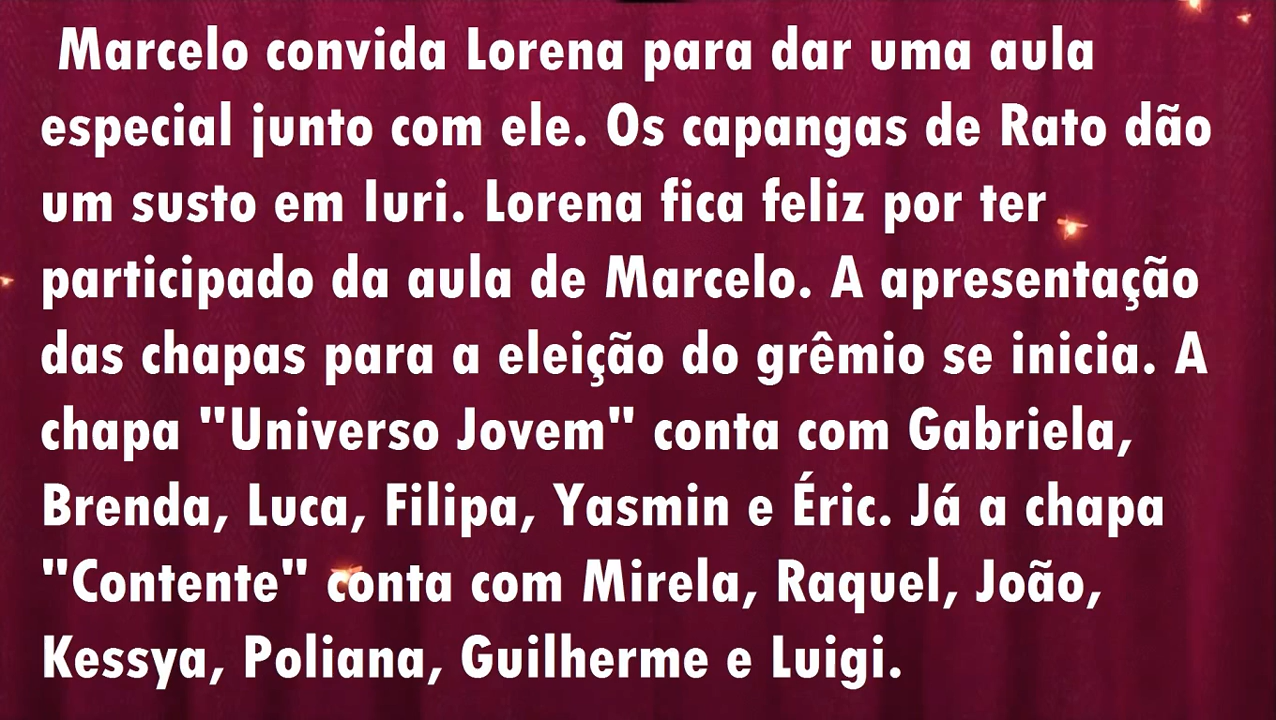 Marcelo convida Lorena para dar uma aula
especial junto com ele. Os capangas de Rato dão
um susto em Iuri. Lorena fica feliz por ter
participado da aula de Marcelo. A apresentação
das chapas para a eleição do grêmio se inicia. A
chapa "Universo Jovem" conta com Gabriela,
Brenda, Luca, Filipa, Yasmin e Éric. Já a chapa
"Contente" conta com Mirela, Raquel, João,
Kessya, Poliana, Guilherme e Luigi.